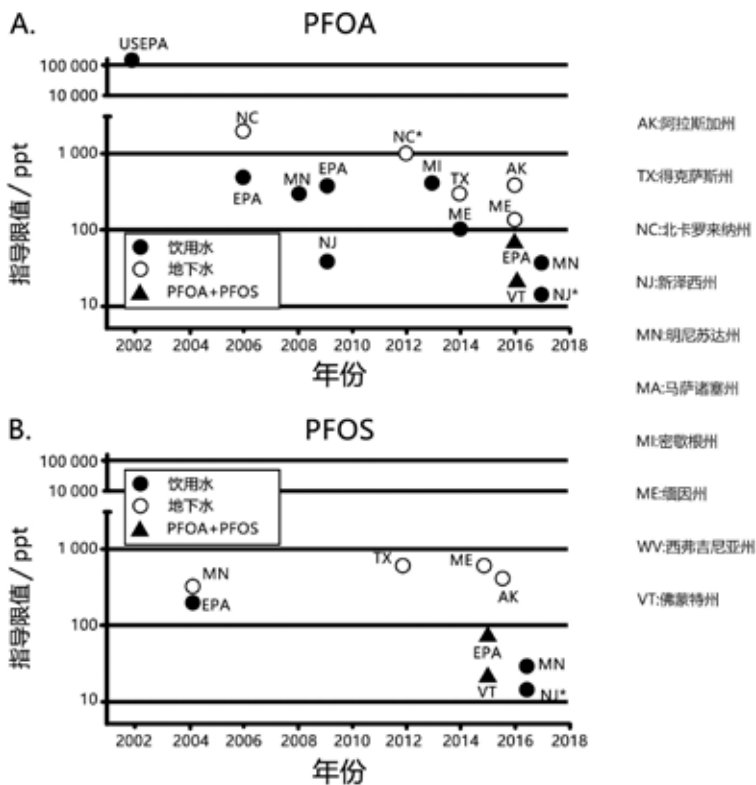 A. PFOA
USEPA
100 000
10 000
NC
NC*
1 000
EPA
MN
EPA
MI
TX
AK
ME
ME
100
NJ
EPA
MN
VT
NJ*
10
饮用水
地下水
PFOA+PFOS
指导限值/ppt
2002 2004 2006 2008 2010 2012 2014 2016 2018
年份
B. PFOS
100 000
10 000
饮用水
地下水
PFOA+PFOS
1 000
TX
ME
MN
EPA
AK
100
EPA
MN
VT
NJ*
10
指导限值/ppt
2002 2004 2006 2008 2010 2012 2014 2016 2018
年份
AK:阿拉斯加州
TX:得克萨斯州
NC:北卡罗来纳州
NJ:新泽西州
MN:明尼苏达州
MA:马萨诸塞州
MI:密歇根州
ME:缅因州
WV:西弗吉尼亚州
VT:佛蒙特州